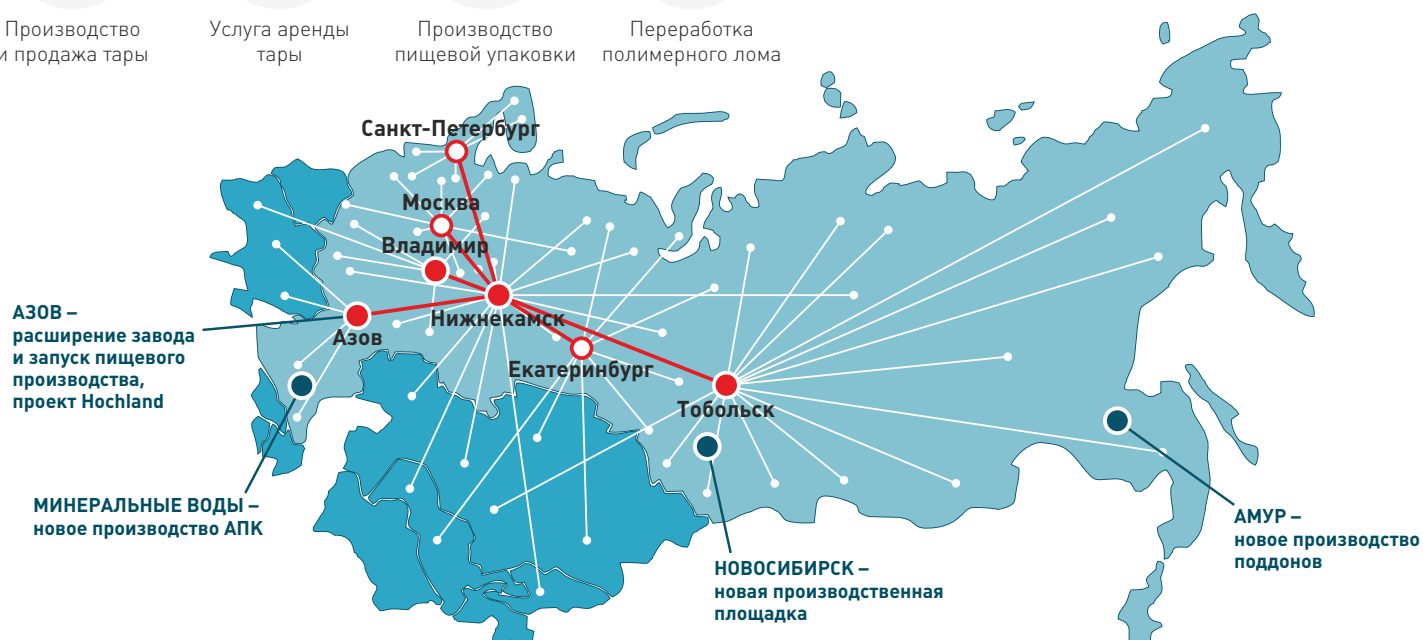 Производство
и продажа тары
Услуга аренды
тары
Производство
пищевой упаковки
Переработка
полимерного лома
Санкт-Петербург
Москва
Владимир
Нижнекамск
Азов
Екатеринбург
Тобольск
АЗОВ –
расширение завода
и запуск пищевого
производства,
проект Hochland
МИНЕРАЛЬНЫЕ ВОДЫ –
новое производство АПК
НОВОСИБИРСК –
новая производственная
площадка
АМУР –
новое производство
поддонов